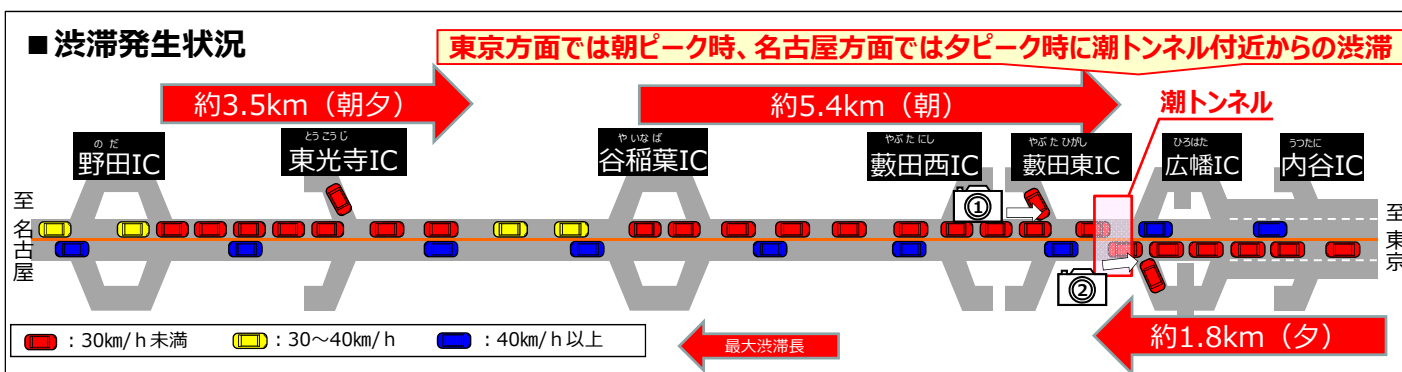 ■渋滞発生状況
東京方面では朝ピーク時、名古屋方面では夕ピーク時に潮トンネル付近からの渋滞
約3.5km（朝夕）
約5.4km（朝）
潮トンネル
のだ
野田IC
とうこうじ
東光寺IC
やいなば
谷稲葉IC
やぶたにし
藪田西IC
やぶたひがし
藪田東IC
ひろはた
広幡IC
うつたに
内谷IC
至名古屋
①
至東京
②
：30km/h未満
：30～40km/h
：40km/h以上
最大渋滞長
約1.8km（夕）